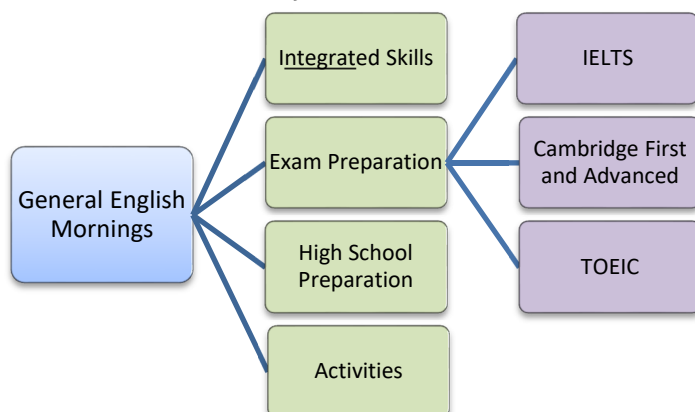 General English
Mornings
Integrated Skills
Exam Preparation
High School
Preparation
Activities
IELTS
Cambridge First
and Advanced
TOEIC